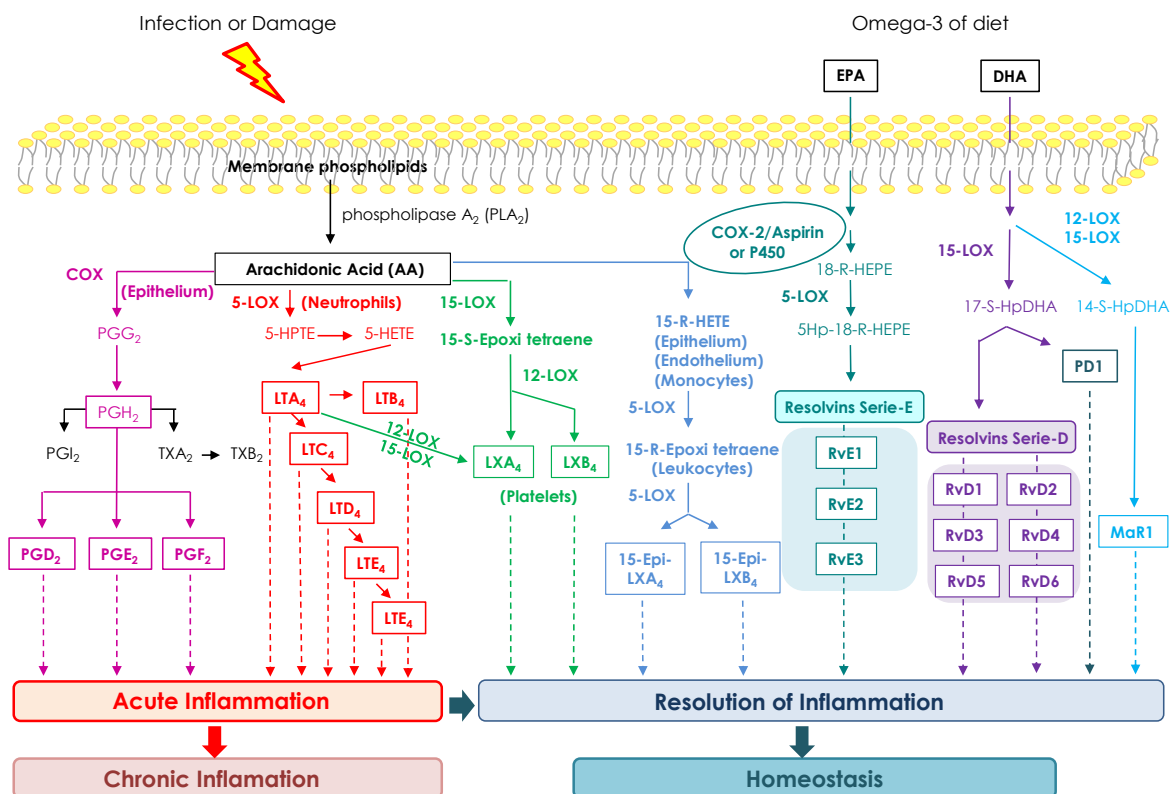 Infection or Damage
Omega-3 of diet
EPA
DHA
Membrane phospholipids
phospholipase A₂ (PLA₂)
Arachidonic Acid (AA)
COX
(Epithelium)
PGG₂
PGH₂
PGI₂
TXA₂
TXB₂
PGD₂
PGE₂
PGF₂
5-LOX
(Neutrophils)
5-HPTE
5-HETE
LTA₄
LTB₄
LTC₄
LTD₄
LTE₄
LTE₄
12-LOX
15-LOX
15-LOX
15-S-Epoxi tetraene
12-LOX
LXA₄
LXB₄
(Platelets)
15-R-HETE
(Epithelium)
(Endothelium)
(Monocytes)
5-LOX
15-R-Epoxi tetraene
(Leukocytes)
5-LOX
15-Epi-
LXA₄
15-Epi-
LXB₄
COX-2/Aspirin
or P450
18-R-HEPE
5-LOX
5Hp-18-R-HEPE
Resolvins Serie-E
RvE1
RvE2
RvE3
15-LOX
17-S-HpDHA
Resolvins Serie-D
RvD1
RvD2
RvD3
RvD4
RvD5
RvD6
PD1
12-LOX
15-LOX
14-S-HpDHA
MaR1
Acute Inflammation
Resolution of Inflammation
Chronic Inflamation
Homeostasis